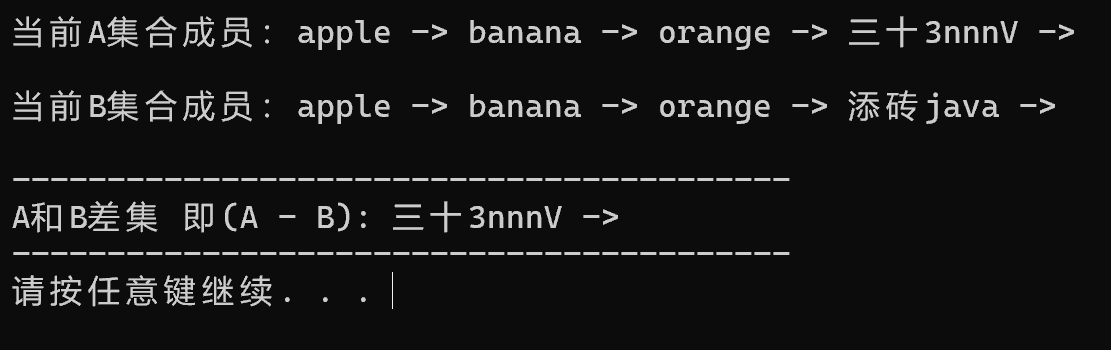 当前A集合成员: apple -> banana -> orange -> 三十3nnnV ->
当前B集合成员: apple -> banana -> orange -> 添砖java ->
-----------------------------------------
A和B差集 即(A - B): 三十3nnnV ->
-----------------------------------------
请按任意键继续. . .